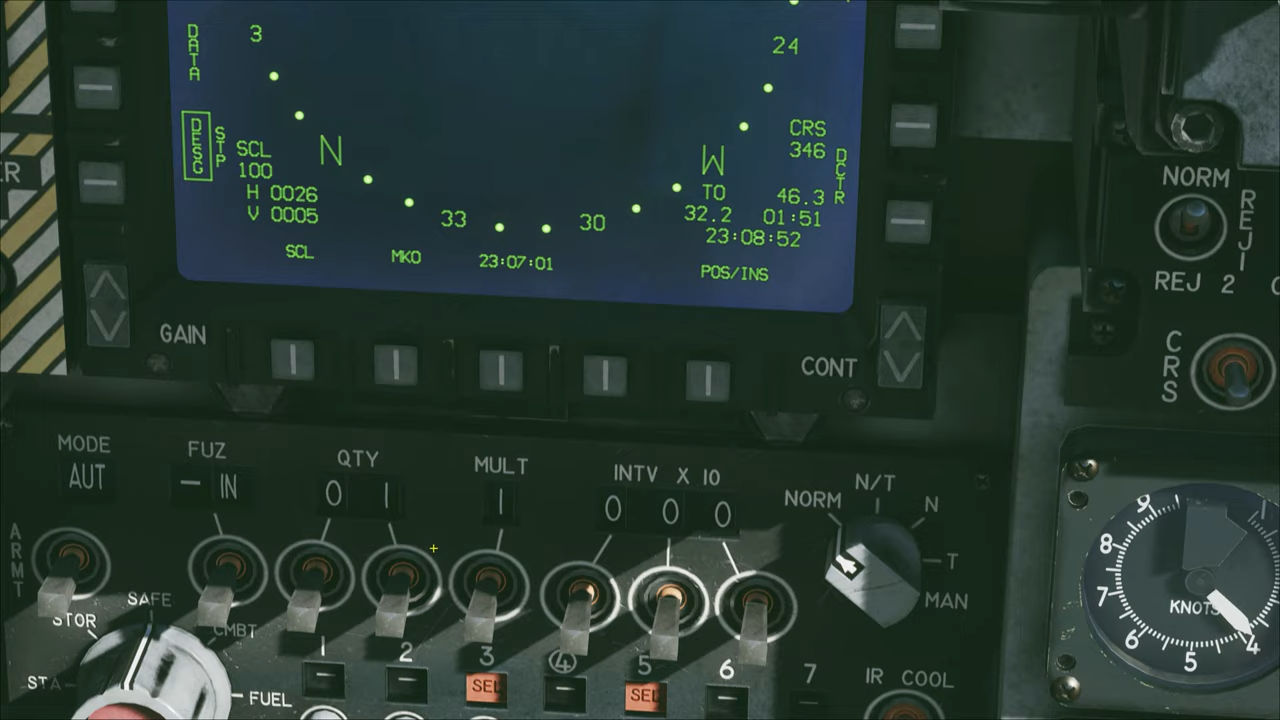 DATA
3
24
DESG
STP
SCL
100
N
W
CRS
346
DCTR
H 0026
V 0005
33
30
TO
32.2
46.3
01:51
23:08:52
SCL
MKO
23:07:01
POS/INS
GAIN
CONT
NORM
REJ 1
REJ 2
CRS
MODE
AUT
FUZ
- IN
QTY
0 1
MULT
1
INTV X 10
0 0 0
NORM
N/T
N
T
MAN
ARMT
STOR
SAFE
CMBT
STA
FUEL
1
2
3
4
5
6
7
SEL
SEL
IR COOL
9
8
7
6
5
4
1
KNOTS